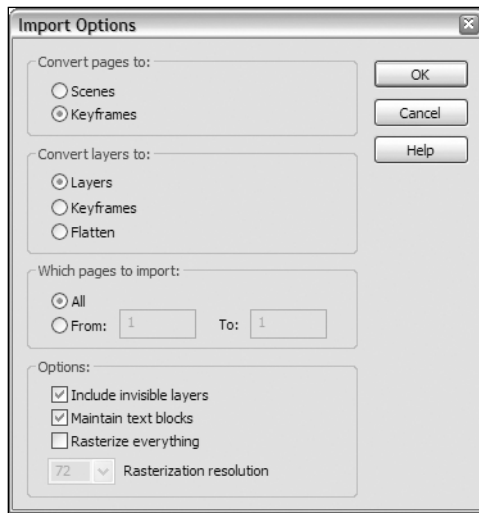 Import Options
Convert pages to:
Scenes
Keyframes
Convert layers to:
Layers
Keyframes
Flatten
Which pages to import:
All
From: 1 To: 1
Options:
Include invisible layers
Maintain text blocks
Rasterize everything
72 Rasterization resolution
OK
Cancel
Help